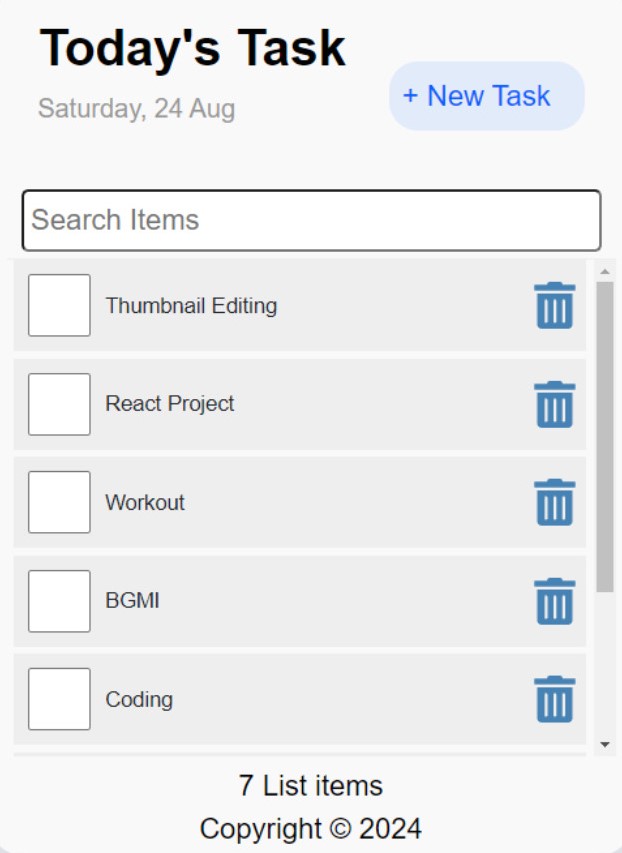 Today's Task
Saturday, 24 Aug
+ New Task
Search Items
Thumbnail Editing
React Project
Workout
BGMI
Coding
7 List items
Copyright © 2024